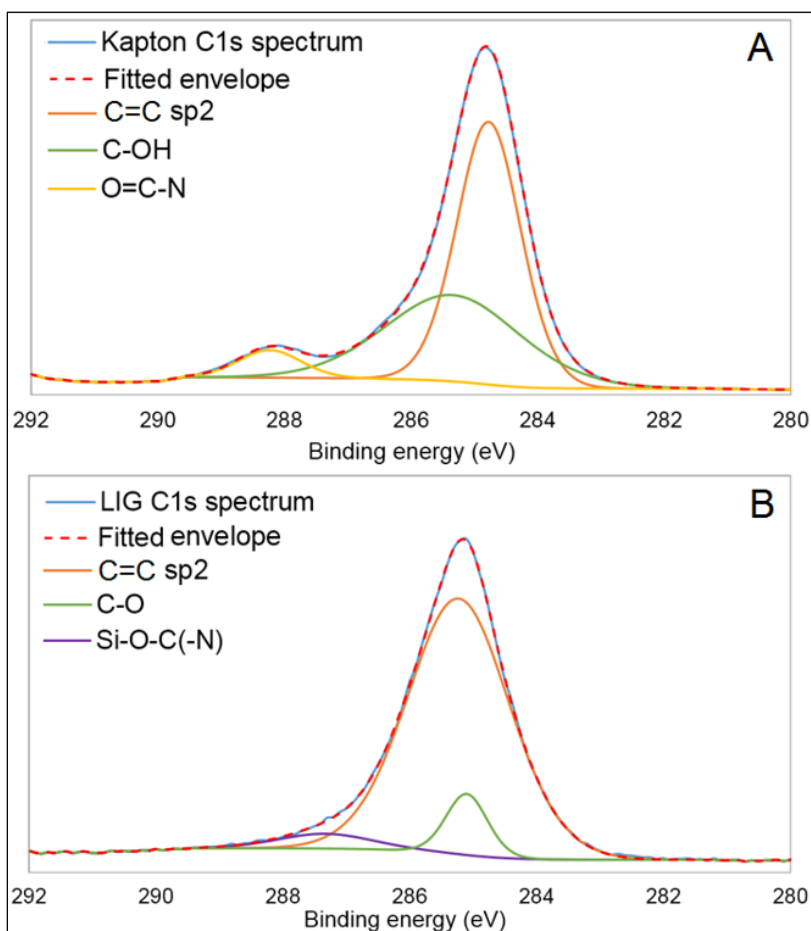 A
Kapton C1s spectrum
Fitted envelope
C=C sp2
C-OH
O=C-N
292 290 288 286 284 282 280
Binding energy (eV)
B
LIG C1s spectrum
Fitted envelope
C=C sp2
C-O
Si-O-C(-N)
292 290 288 286 284 282 280
Binding energy (eV)